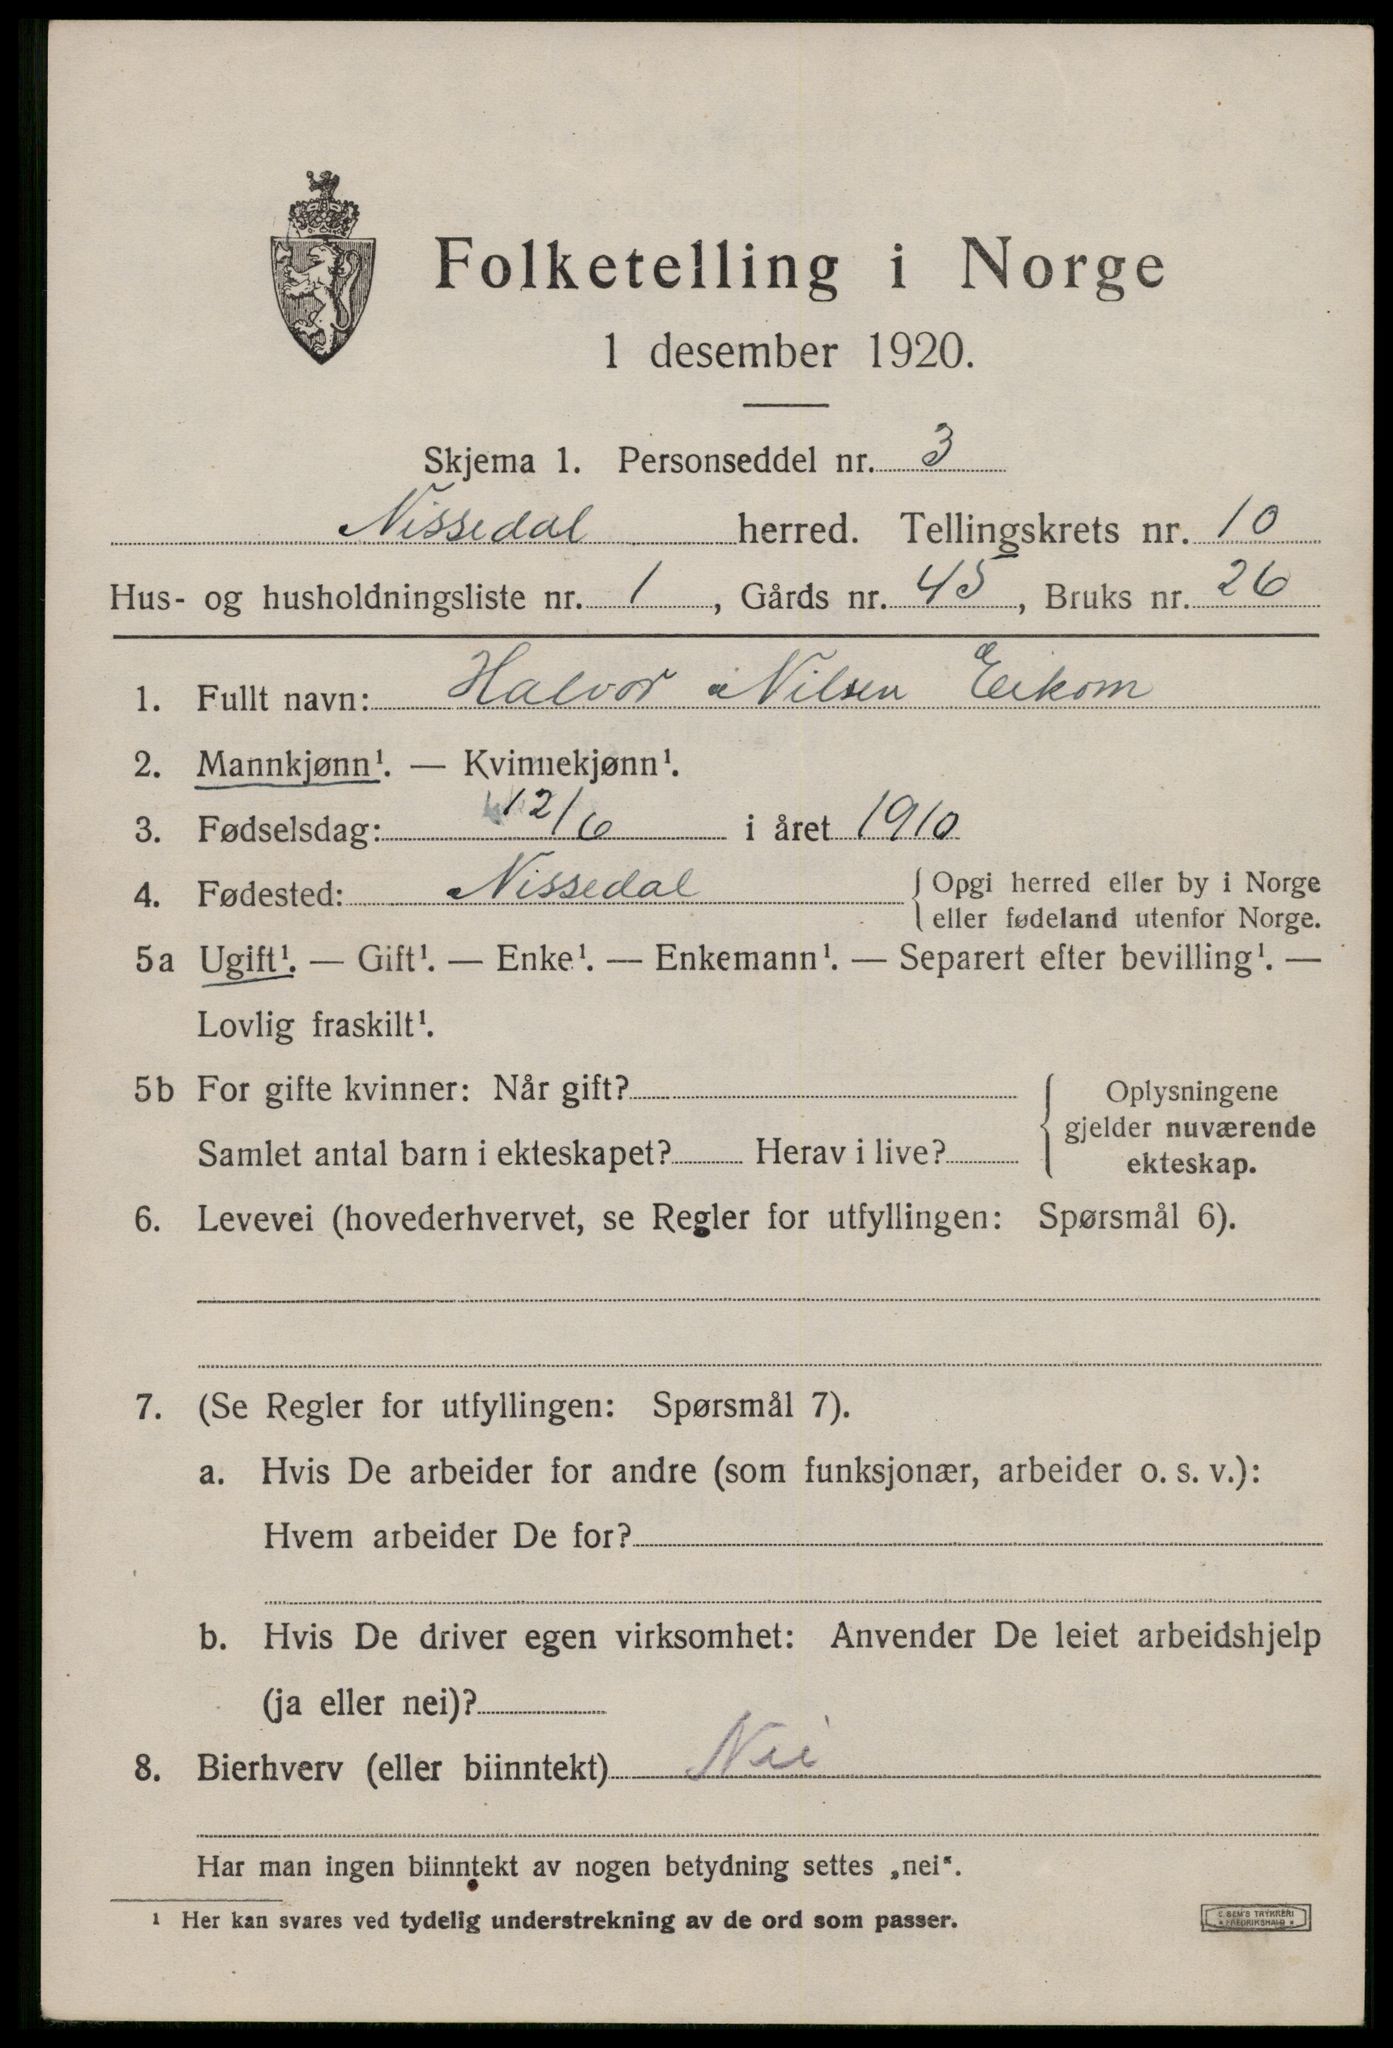 Folketelling i Norge
1 desember 1920.
Skjema 1. Personseddel nr. 3
Nissedal herred. Tellingskrets nr. 10
Hus- og husholdningsliste nr. 1, Gårds nr. 45, Bruks nr. 26
1. Fullt navn: Halvor Nilsen Eikom
2. Mannkjønn¹. — Kvinnekjønn¹.
3. Fødselsdag: 12/6 i året 1910
4. Fødested: Nissedal { Opgi herred eller by i Norge
eller fødeland utenfor Norge.
5a Ugift¹. — Gift¹. — Enke¹. — Enkemann¹. — Separert efter bevilling¹. —
Lovlig fraskilt¹.
5b For gifte kvinner: Når gift?
Samlet antal barn i ekteskapet? Herav i live?
Oplysningene
gjelder nuværende
ekteskap.
6. Levevei (hovederhvervet, se Regler for utfyllingen: Spørsmål 6).
7. (Se Regler for utfyllingen: Spørsmål 7).
a. Hvis De arbeider for andre (som funksjonær, arbeider o. s. v.):
Hvem arbeider De for?
b. Hvis De driver egen virksomhet: Anvender De leiet arbeidshjelp
(ja eller nei)?
8. Bierhverv (eller biinntekt) Nei
Har man ingen biinntekt av nogen betydning settes „nei“.
¹ Her kan svares ved tydelig understrekning av de ord som passer.
C. SEM'S TRYKKERI
FREDRIKSHALD